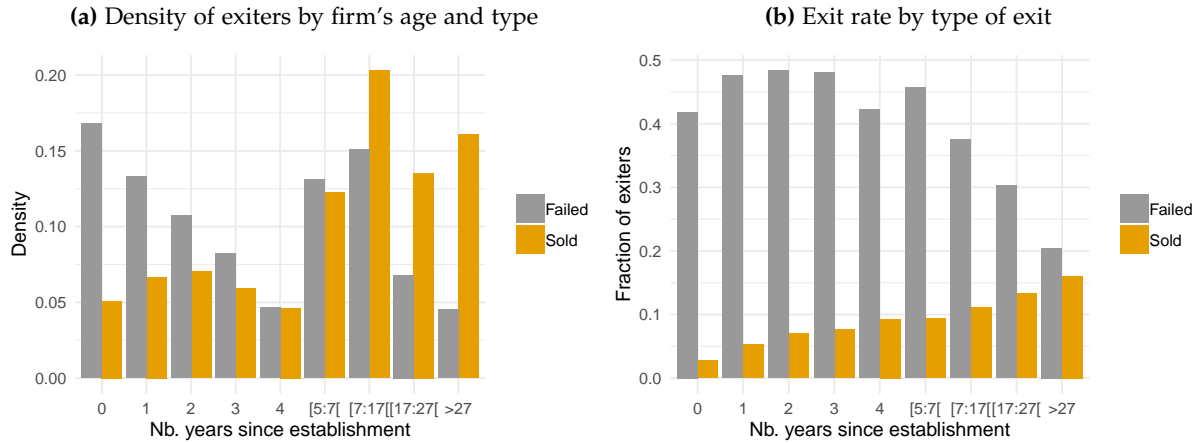 (a) Density of exiters by firm's age and type
0.20
0.15
0.10
0.05
0.00
Density
0 1 2 3 4 [5:7[ [7:17[ [17:27[ >27
Nb. years since establishment
Failed
Sold
(b) Exit rate by type of exit
0.5
0.4
0.3
0.2
0.1
0.0
Fraction of exiters
0 1 2 3 4 [5:7[ [7:17[ [17:27[ >27
Nb. years since establishment
Failed
Sold